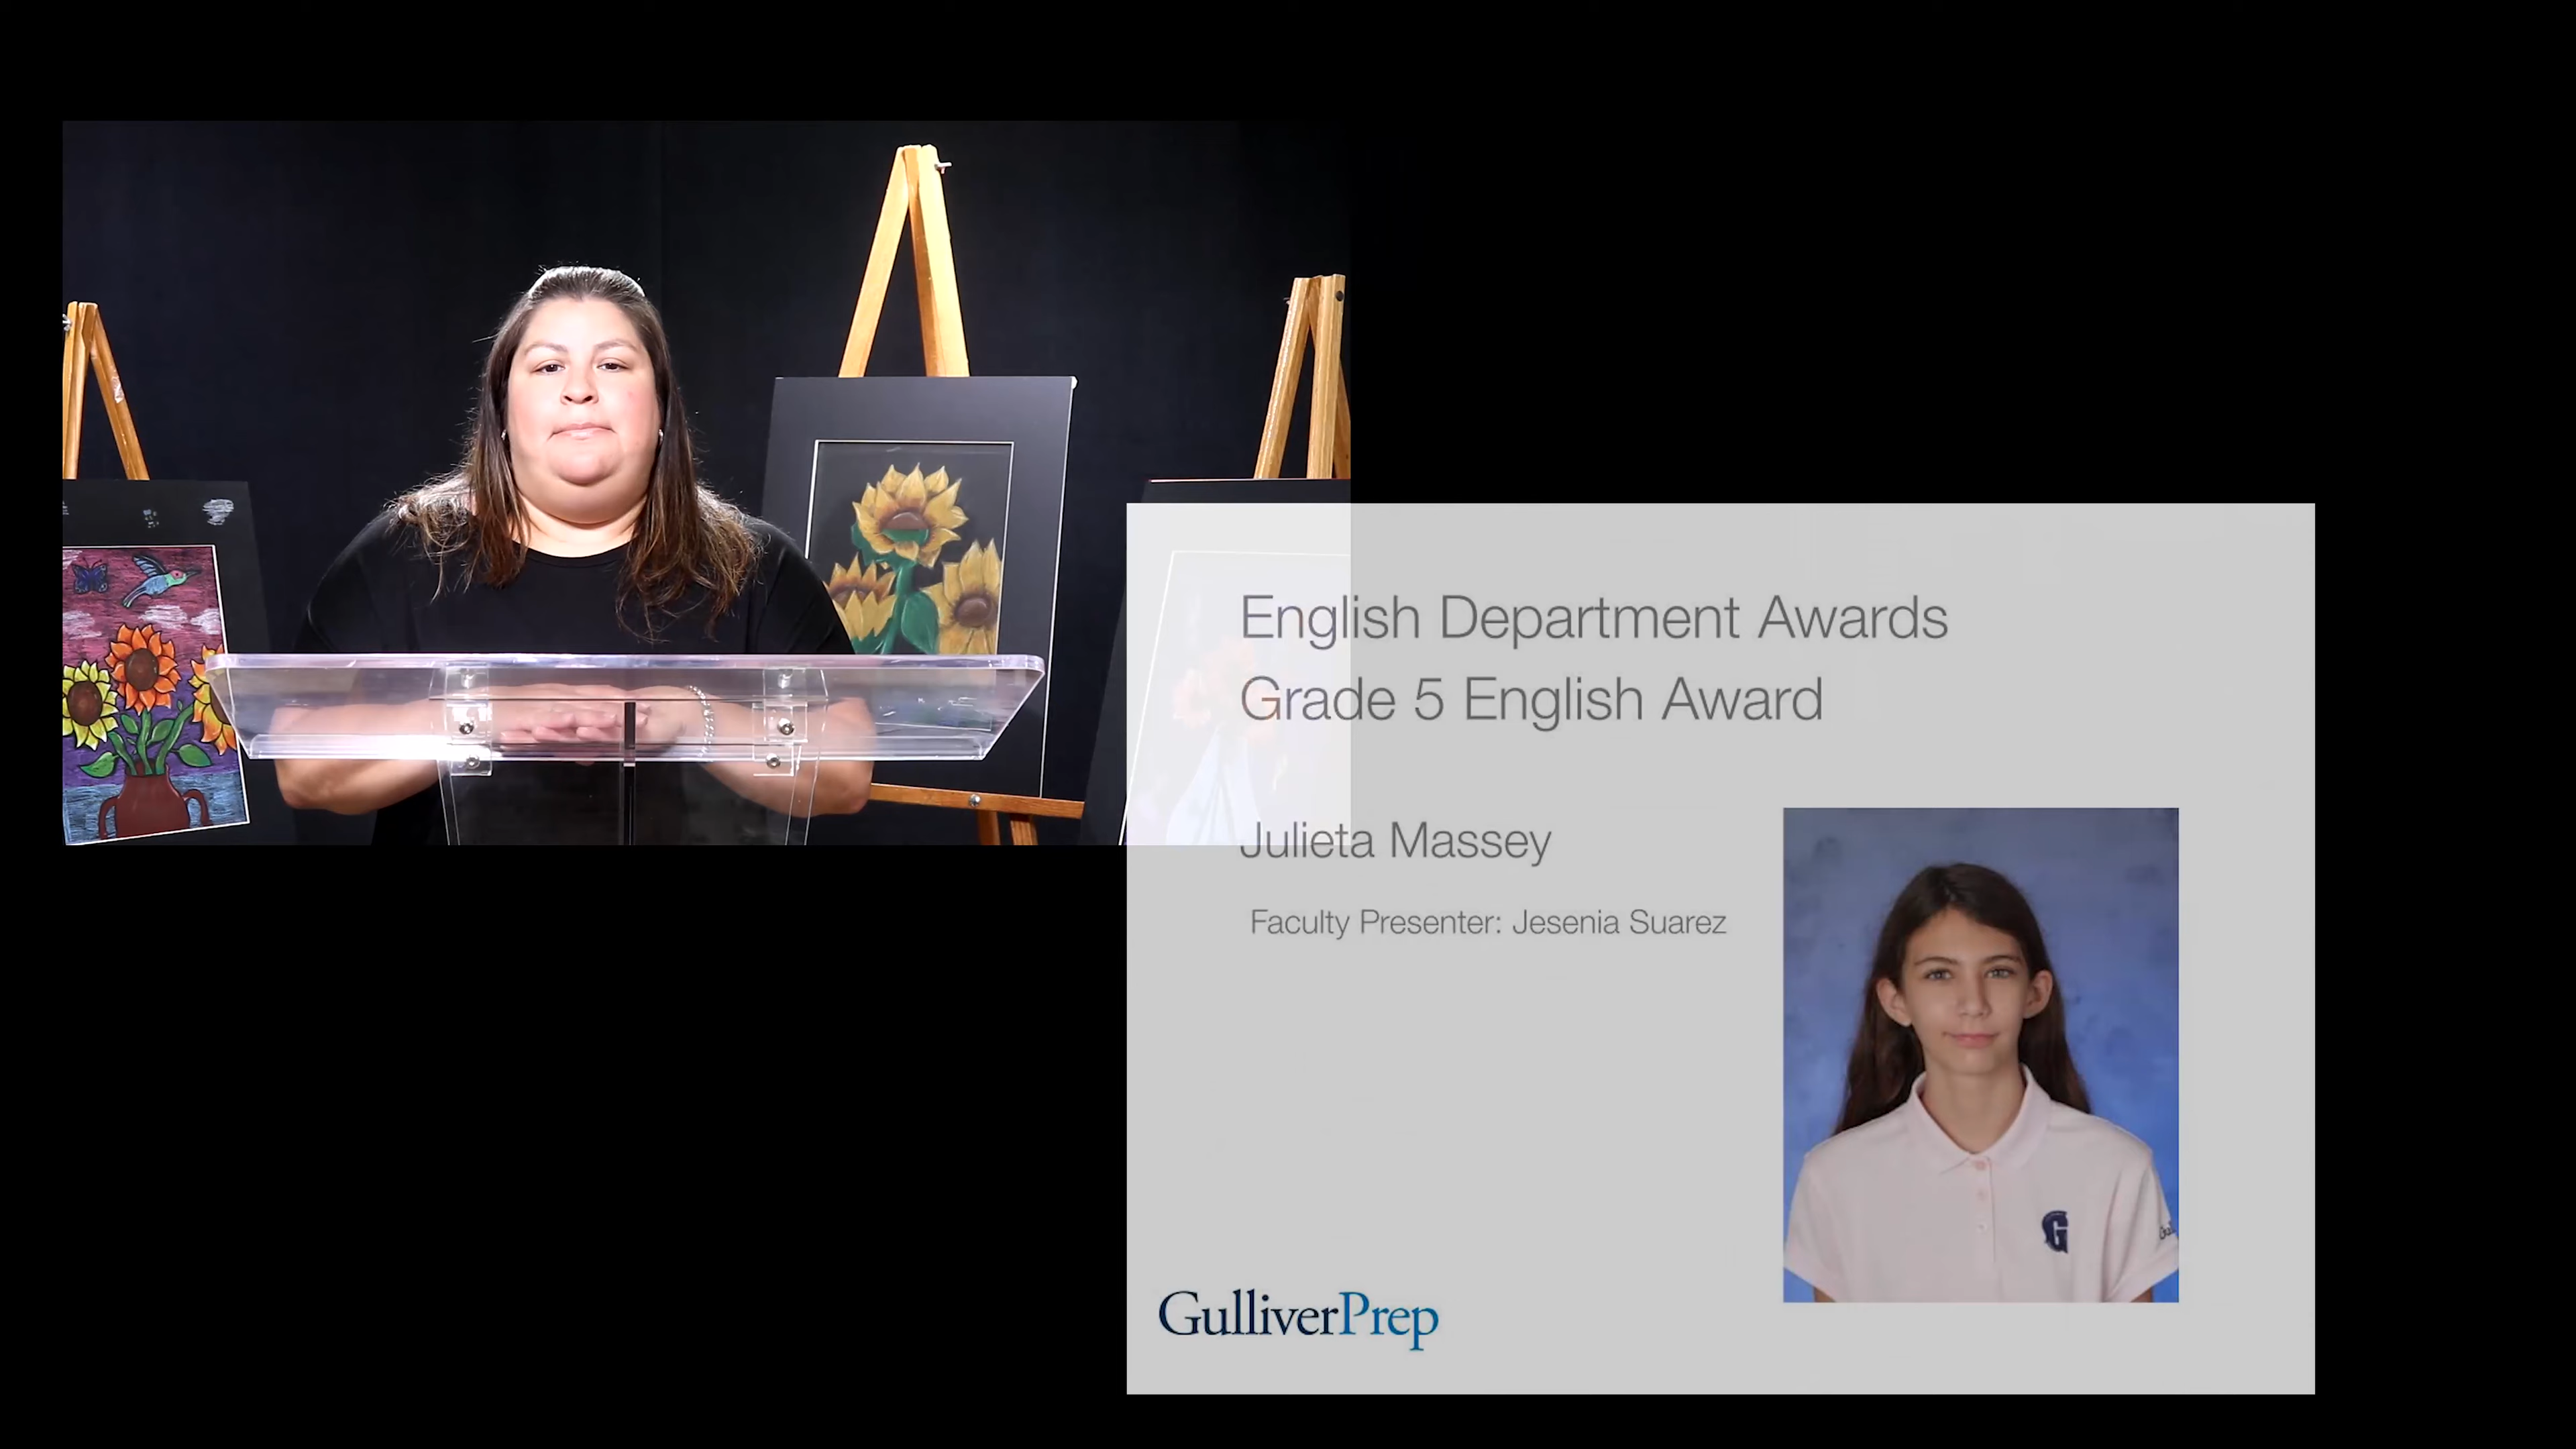 English Department Awards
Grade 5 English Award
Julieta Massey
Faculty Presenter: Jesenia Suarez
G
GulliverPrep